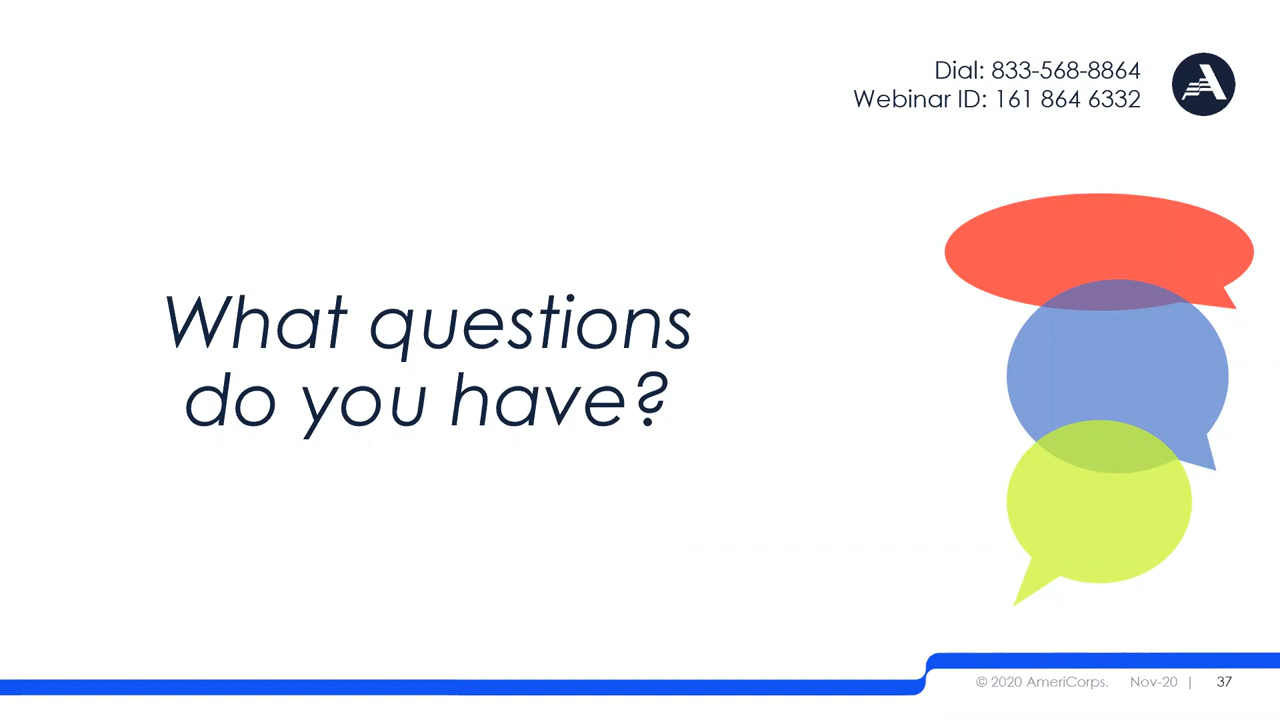 Dial: 833-568-8864
Webinar ID: 161 864 6332
What questions
do you have?
© 2020 AmeriCorps. Nov-20 | 37